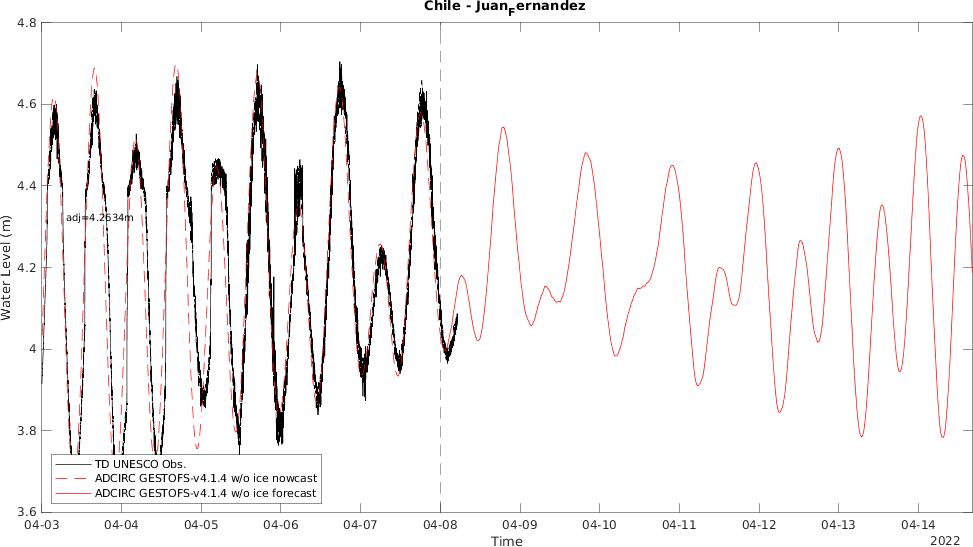 Chile - JuanFernandez
4.8
4.6
4.4
4.2
4
3.8
3.6
Water Level (m)
adj=4.2634m
TD UNESCO Obs.
ADCIRC GESTOFS-v4.1.4 w/o ice nowcast
ADCIRC GESTOFS-v4.1.4 w/o ice forecast
04-03 04-04 04-05 04-06 04-07 04-08 04-09 04-10 04-11 04-12 04-13 04-14
Time
2022